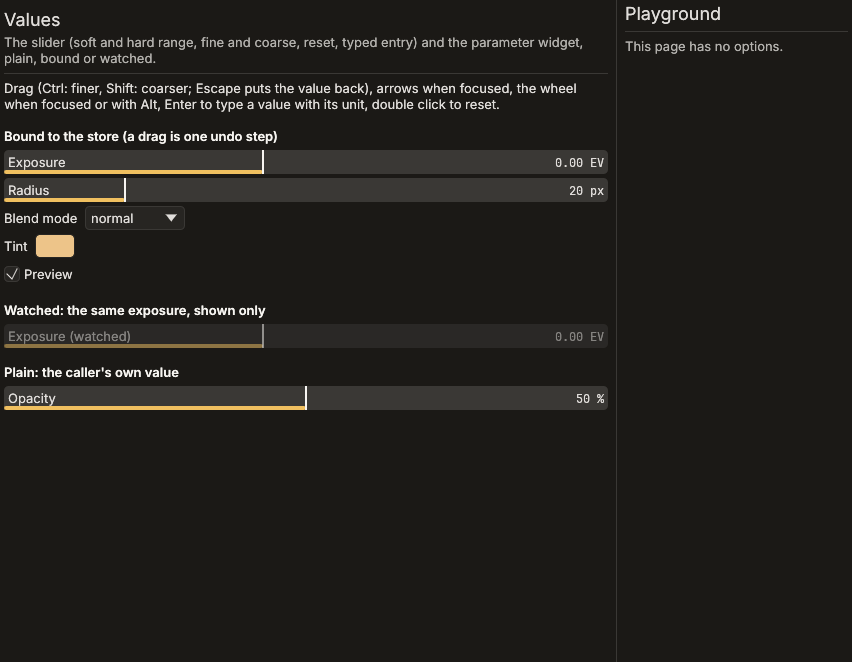 Values
The slider (soft and hard range, fine and coarse, reset, typed entry) and the parameter widget,
plain, bound or watched.
Drag (Ctrl: finer, Shift: coarser; Escape puts the value back), arrows when focused, the wheel
when focused or with Alt, Enter to type a value with its unit, double click to reset.
Bound to the store (a drag is one undo step)
Exposure 0.00 EV
Radius 20 px
Blend mode normal
Tint
Preview
Watched: the same exposure, shown only
Exposure (watched) 0.00 EV
Plain: the caller's own value
Opacity 50 %
Playground
This page has no options.